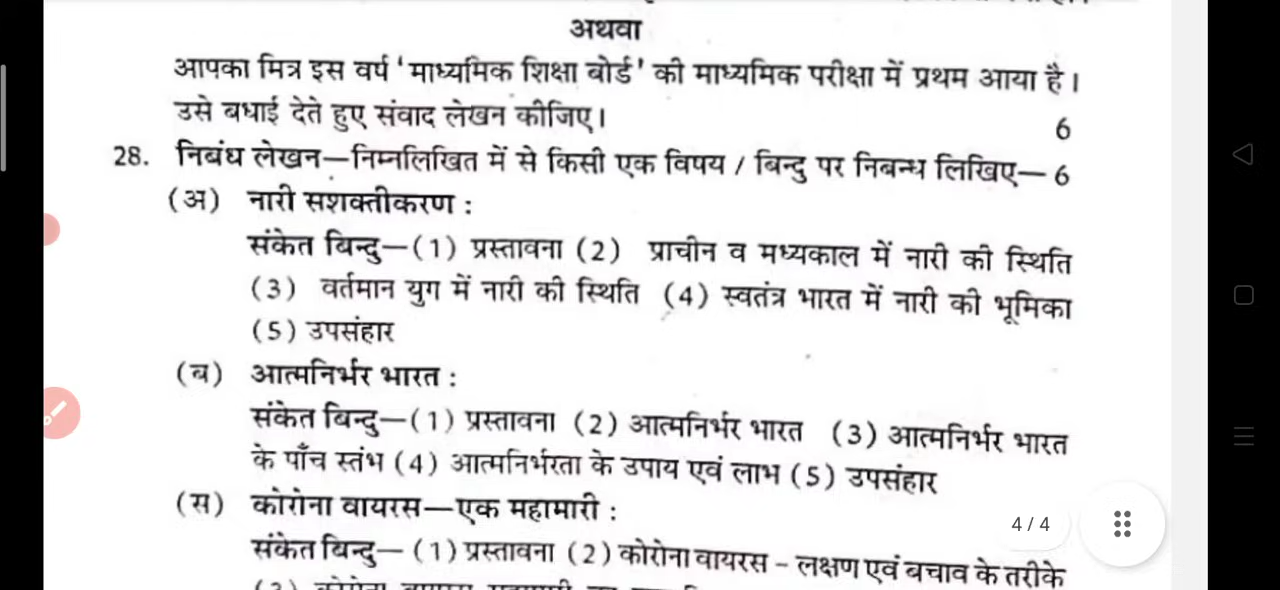 अथवा
आपका मित्र इस वर्ष 'माध्यमिक शिक्षा बोर्ड' की माध्यमिक परीक्षा में प्रथम आया है।
उसे बधाई देते हुए संवाद लेखन कीजिए। 6
28. निबंध लेखन—निम्नलिखित में से किसी एक विषय / बिन्दु पर निबन्ध लिखिए— 6
(अ) नारी सशक्तीकरण :
संकेत बिन्दु—(1) प्रस्तावना (2) प्राचीन व मध्यकाल में नारी की स्थिति
(3) वर्तमान युग में नारी की स्थिति (4) स्वतंत्र भारत में नारी की भूमिका
(5) उपसंहार
(ब) आत्मनिर्भर भारत :
संकेत बिन्दु—(1) प्रस्तावना (2) आत्मनिर्भर भारत (3) आत्मनिर्भर भारत
के पाँच स्तंभ (4) आत्मनिर्भरता के उपाय एवं लाभ (5) उपसंहार
(स) कोरोना वायरस—एक महामारी :
4 / 4
संकेत बिन्दु— (1) प्रस्तावना (2) कोरोना वायरस - लक्षण एवं बचाव के तरीके